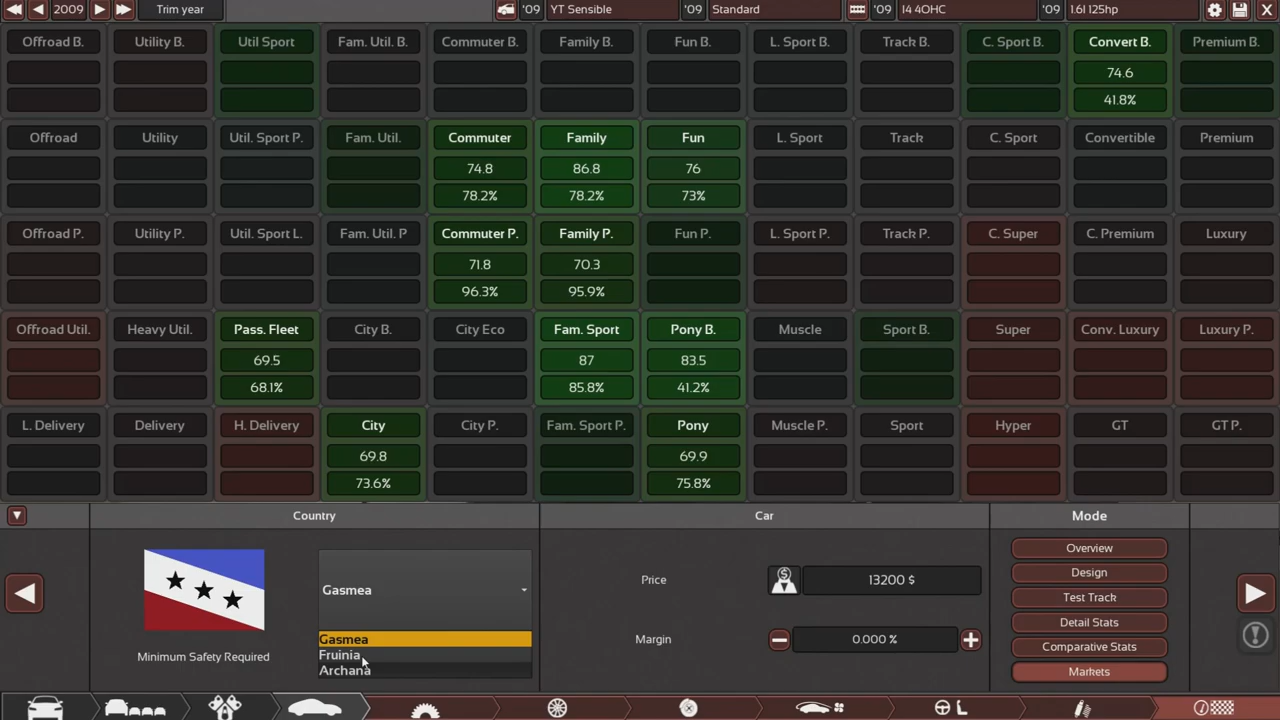 2009 Trim year '09 YT Sensible '09 Standard '09 I4 4OHC '09 1.6l 125hp
Offroad B. Utility B. Util Sport Fam. Util. B. Commuter B. Family B. Fun B. L. Sport B. Track B. C. Sport B. Convert B. Premium B.
74.6
41.8%
Offroad Utility Util. Sport P. Fam. Util. Commuter Family Fun L. Sport Track C. Sport Convertible Premium
74.8 86.8 76
78.2% 78.2% 73%
Offroad P. Utility P. Util. Sport L. Fam. Util. P Commuter P. Family P. Fun P. L. Sport P. Track P. C. Super C. Premium Luxury
71.8 70.3
96.3% 95.9%
Offroad Util. Heavy Util. Pass. Fleet City B. City Eco Fam. Sport Pony B. Muscle Sport B. Super Conv. Luxury Luxury P.
69.5 87 83.5
68.1% 85.8% 41.2%
L. Delivery Delivery H. Delivery City City P. Fam. Sport P. Pony Muscle P. Sport Hyper GT GT P.
69.8 69.9
73.6% 75.8%
Country Car Mode
Gasmea
Gasmea
Fruinia
Archana
Minimum Safety Required
Price 13200 $
Margin 0.000 %
Overview
Design
Test Track
Detail Stats
Comparative Stats
Markets